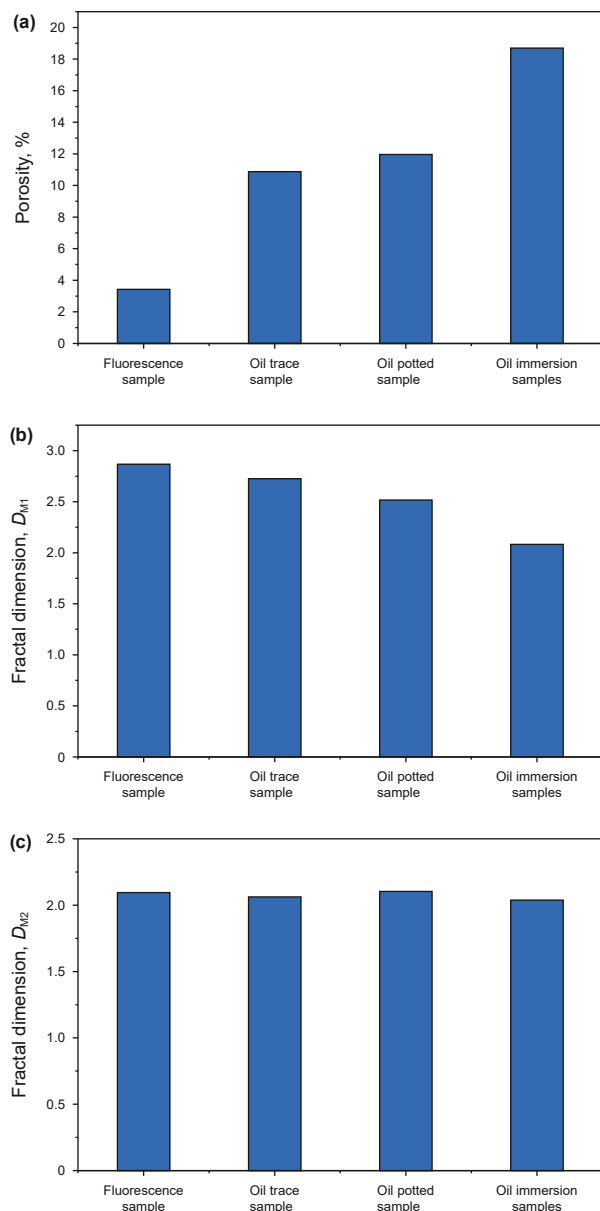 (a)
20
18
16
14
12
10
8
6
4
2
0
Porosity, %
Fluorescence
sample
Oil trace
sample
Oil potted
sample
Oil immersion
samples
(b)
3.0
2.5
2.0
1.5
1.0
0.5
0
Fractal dimension, D_M1
Fluorescence
sample
Oil trace
sample
Oil potted
sample
Oil immersion
samples
(c)
2.5
2.0
1.5
1.0
0.5
0
Fractal dimension, D_M2
Fluorescence
sample
Oil trace
sample
Oil potted
sample
Oil immersion
samples